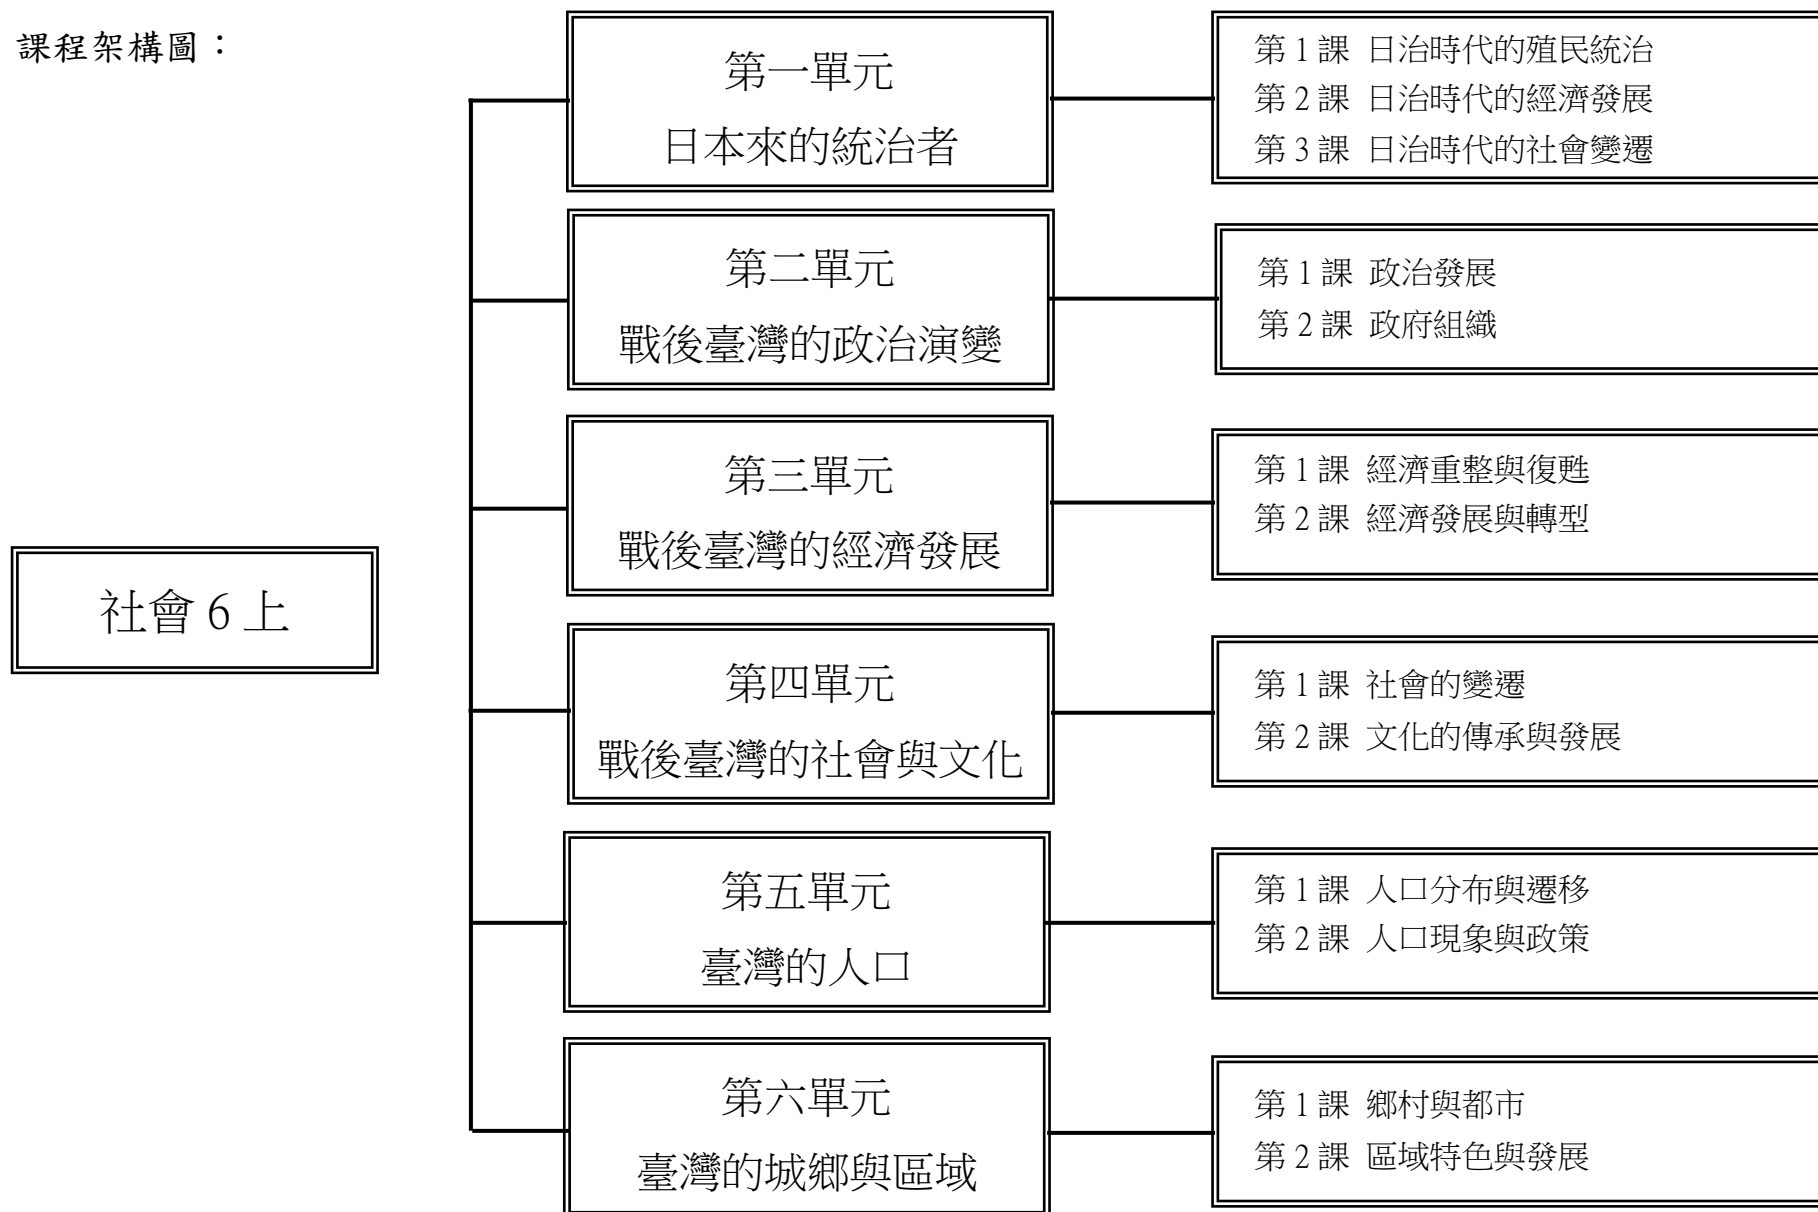 課程架構圖：
社會 6 上
第一單元
日本來的統治者
第 1 課 日治時代的殖民統治
第 2 課 日治時代的經濟發展
第 3 課 日治時代的社會變遷
第二單元
戰後臺灣的政治演變
第 1 課 政治發展
第 2 課 政府組織
第三單元
戰後臺灣的經濟發展
第 1 課 經濟重整與復甦
第 2 課 經濟發展與轉型
第四單元
戰後臺灣的社會與文化
第 1 課 社會的變遷
第 2 課 文化的傳承與發展
第五單元
臺灣的人口
第 1 課 人口分布與遷移
第 2 課 人口現象與政策
第六單元
臺灣的城鄉與區域
第 1 課 鄉村與都市
第 2 課 區域特色與發展